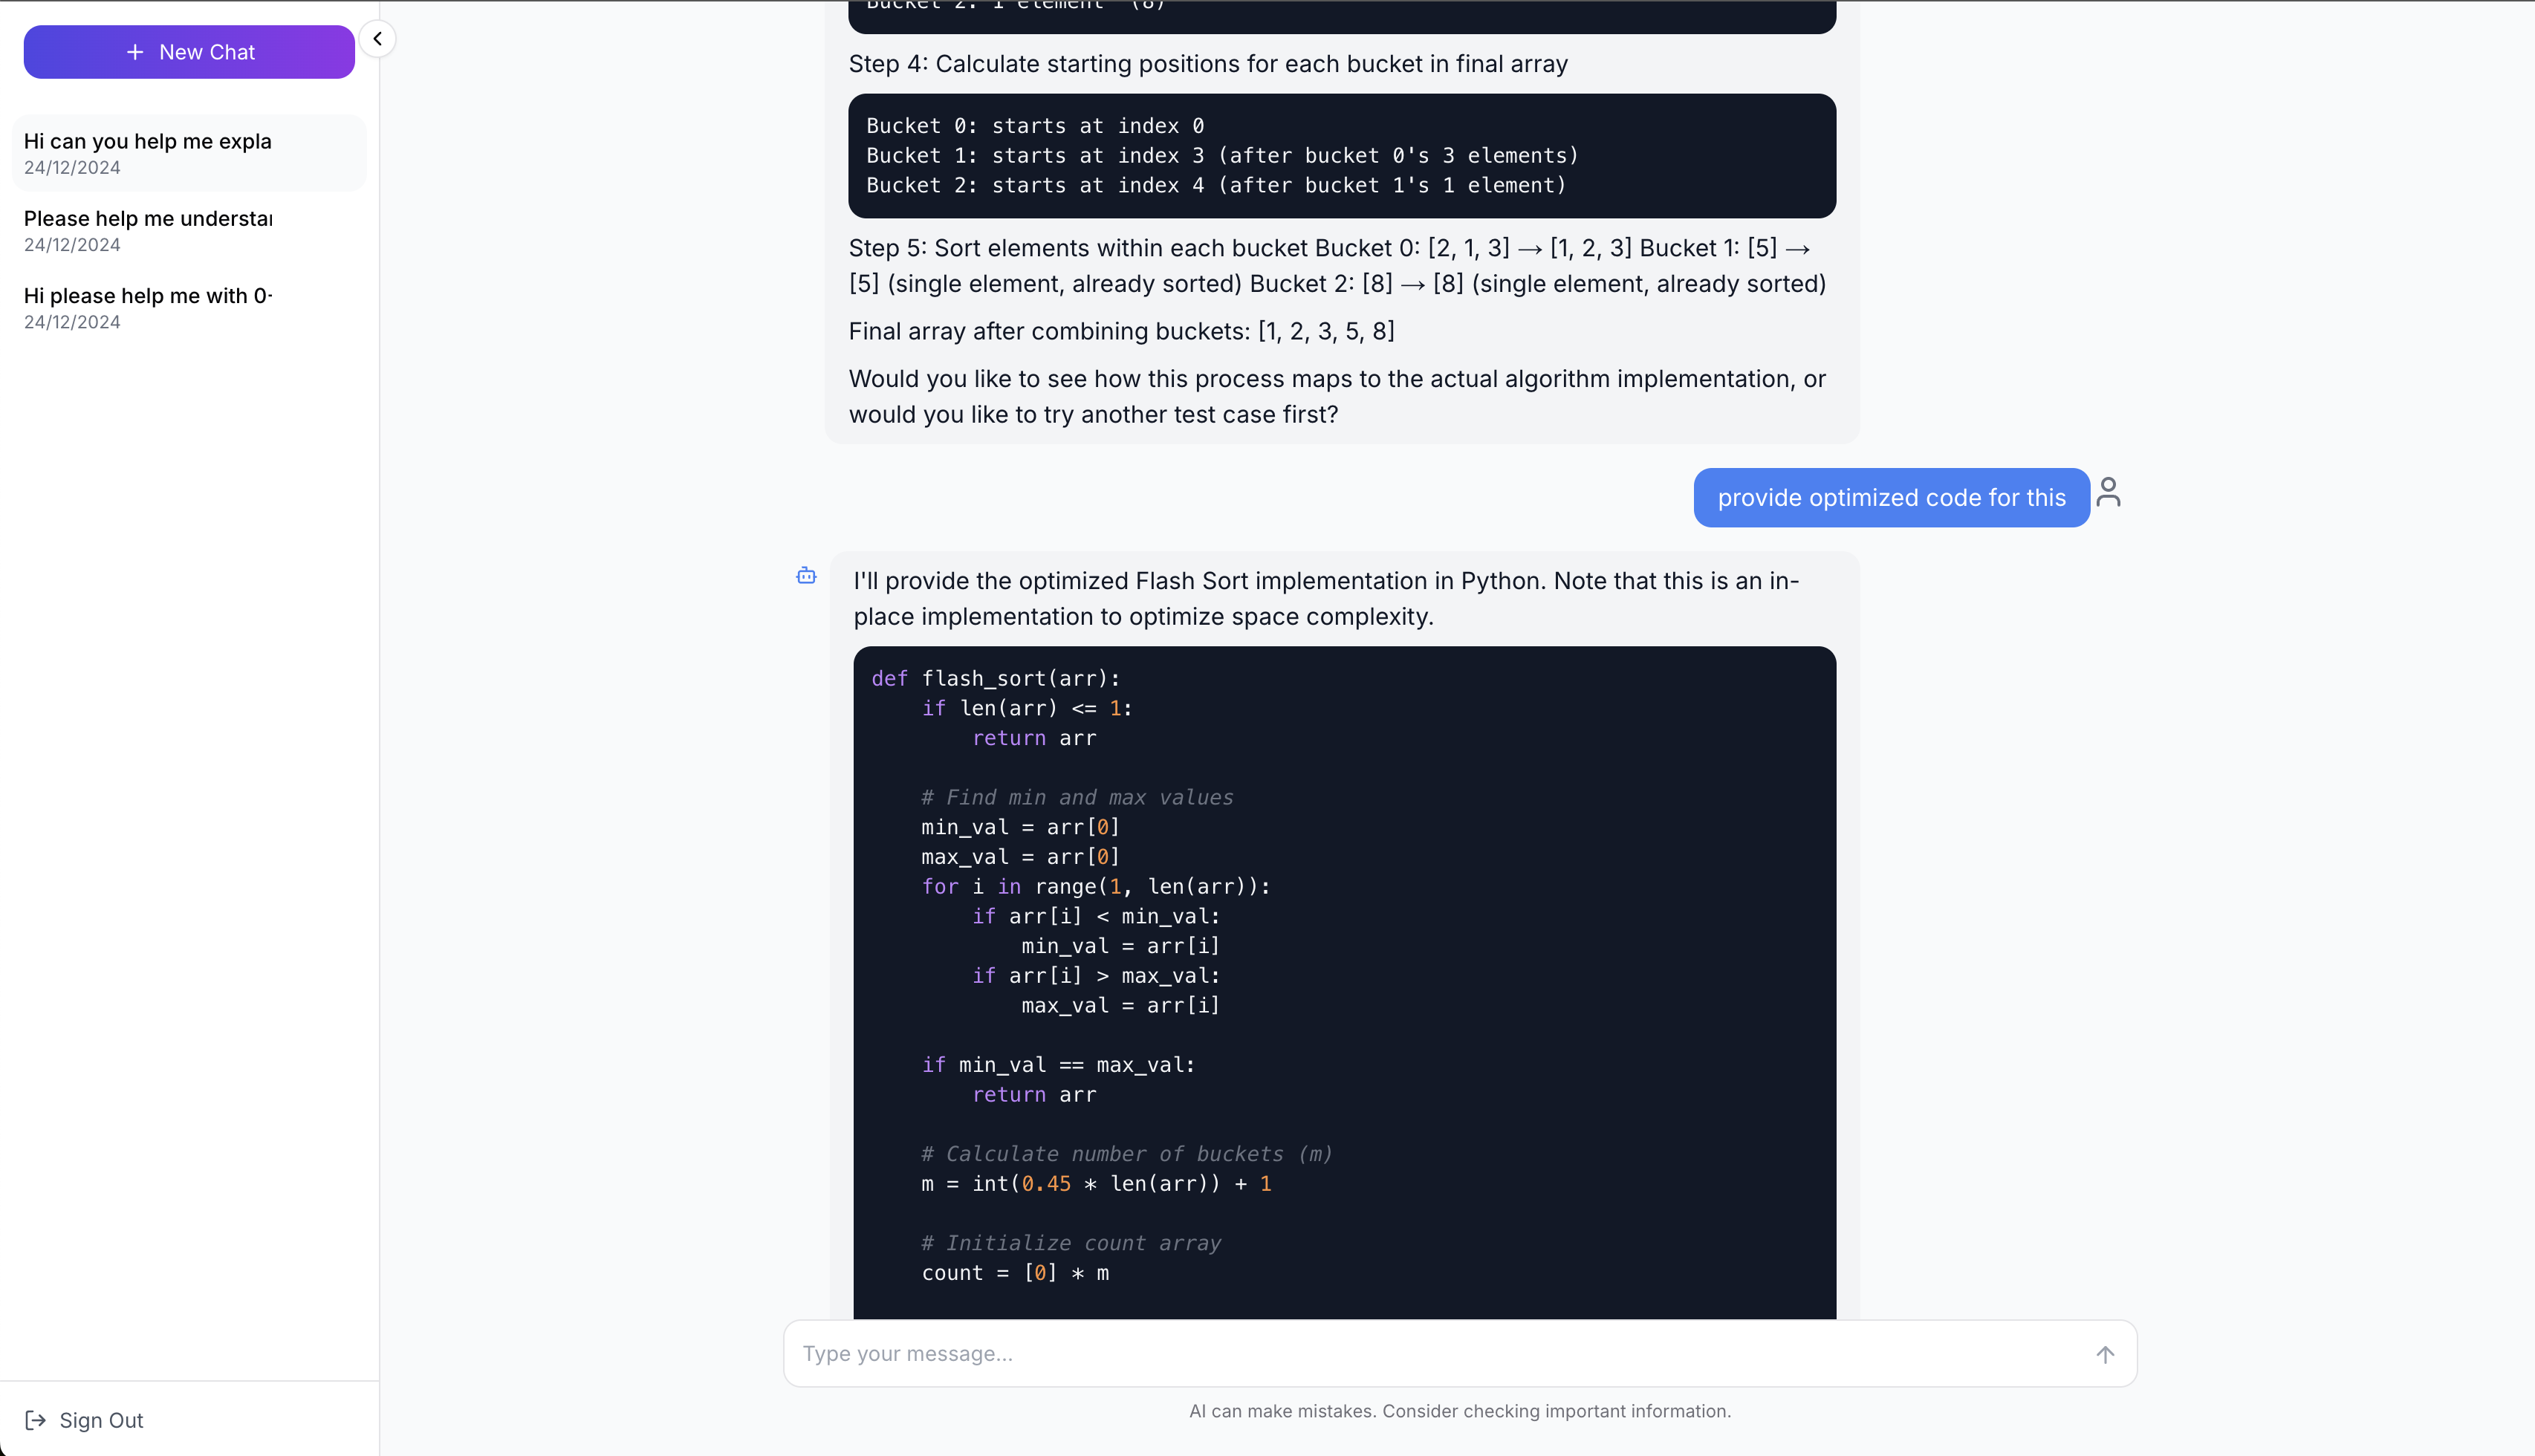 New Chat
Hi can you help me expla
24/12/2024
Please help me understan
24/12/2024
Hi please help me with 0-
24/12/2024
Sign Out
Bucket 2: 1 element (8)
Step 4: Calculate starting positions for each bucket in final array
Bucket 0: starts at index 0
Bucket 1: starts at index 3 (after bucket 0's 3 elements)
Bucket 2: starts at index 4 (after bucket 1's 1 element)
Step 5: Sort elements within each bucket Bucket 0: [2, 1, 3] → [1, 2, 3] Bucket 1: [5] →
[5] (single element, already sorted) Bucket 2: [8] → [8] (single element, already sorted)
Final array after combining buckets: [1, 2, 3, 5, 8]
Would you like to see how this process maps to the actual algorithm implementation, or
would you like to try another test case first?
provide optimized code for this
I'll provide the optimized Flash Sort implementation in Python. Note that this is an in-
place implementation to optimize space complexity.
def flash_sort(arr):
    if len(arr) <= 1:
        return arr
    # Find min and max values
    min_val = arr[0]
    max_val = arr[0]
    for i in range(1, len(arr)):
        if arr[i] < min_val:
            min_val = arr[i]
        if arr[i] > max_val:
            max_val = arr[i]
    if min_val == max_val:
        return arr
    # Calculate number of buckets (m)
    m = int(0.45 * len(arr)) + 1
    # Initialize count array
    count = [0] * m
Type your message...
AI can make mistakes. Consider checking important information.